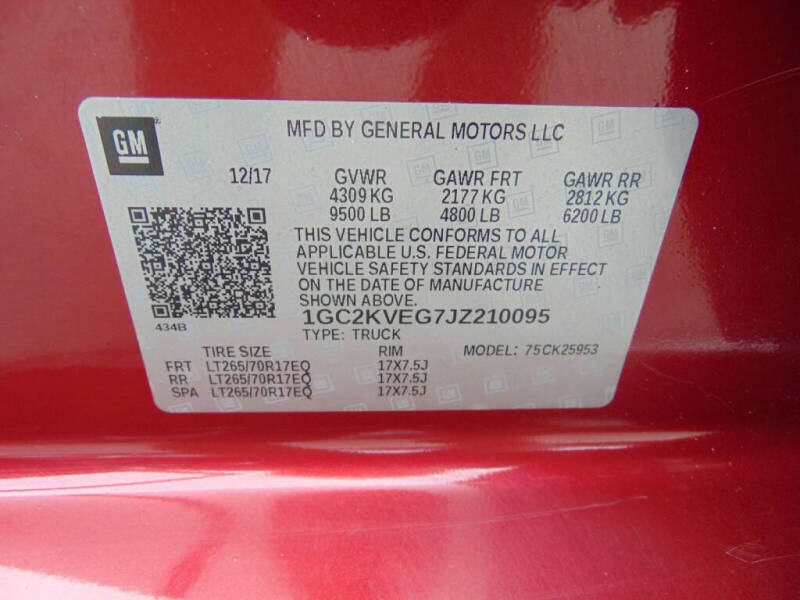 GM
MFD BY GENERAL MOTORS LLC
12/17 GVWR GAWR FRT GAWR RR
4309 KG 2177 KG 2812 KG
9500 LB 4800 LB 6200 LB
THIS VEHICLE CONFORMS TO ALL
APPLICABLE U.S. FEDERAL MOTOR
VEHICLE SAFETY STANDARDS IN EFFECT
ON THE DATE OF MANUFACTURE
SHOWN ABOVE.
434B
1GC2KVEG7JZ210095
TYPE: TRUCK
TIRE SIZE RIM MODEL: 75CK25953
FRT LT265/70R17EQ 17X7.5J
RR LT265/70R17EQ 17X7.5J
SPA LT265/70R17EQ 17X7.5J